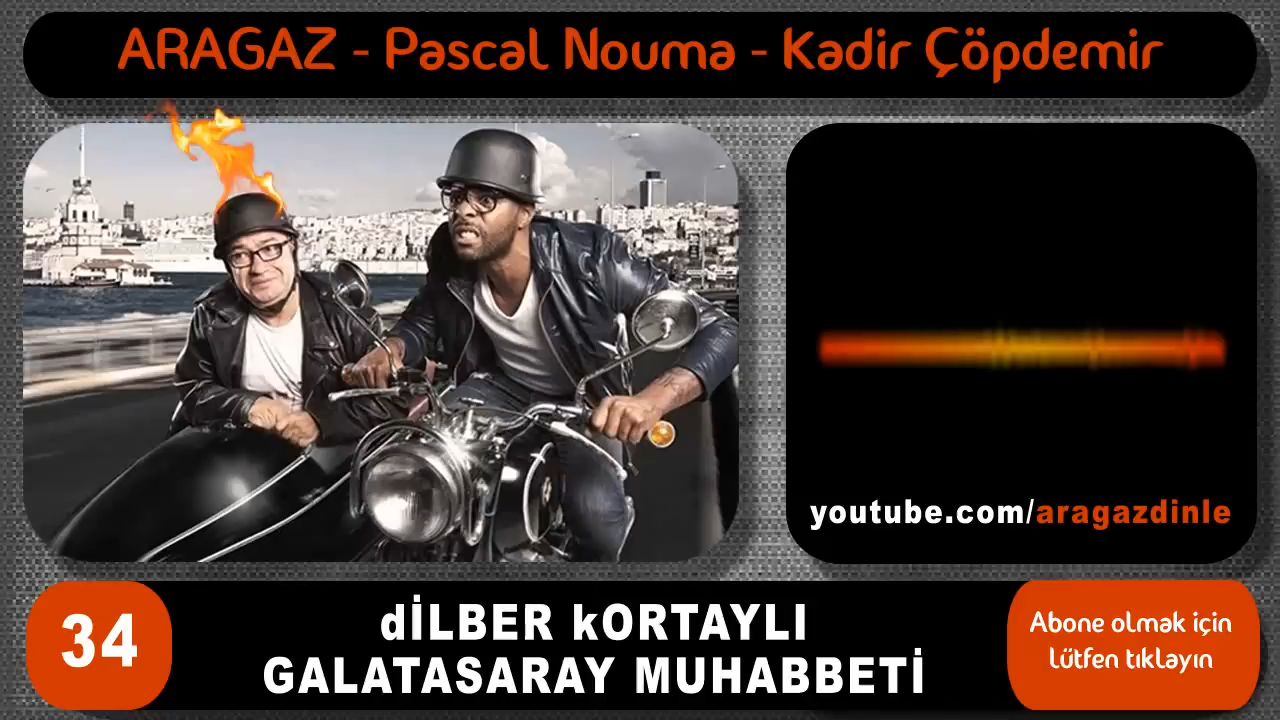 ARAGAZ - Pascal Nouma - Kadir Çöpdemir
youtube.com/aragazdinle
34
dİLBER kORTAYLI
GALATASARAY MUHABBETİ
Abone olmak için
lütfen tıklayın